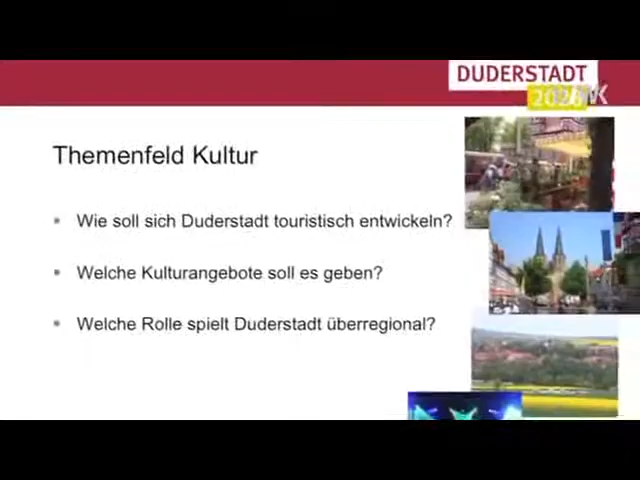 DUDERSTADT
Themenfeld Kultur
Wie soll sich Duderstadt touristisch entwickeln?
Welche Kulturangebote soll es geben?
Welche Rolle spielt Duderstadt überregional?